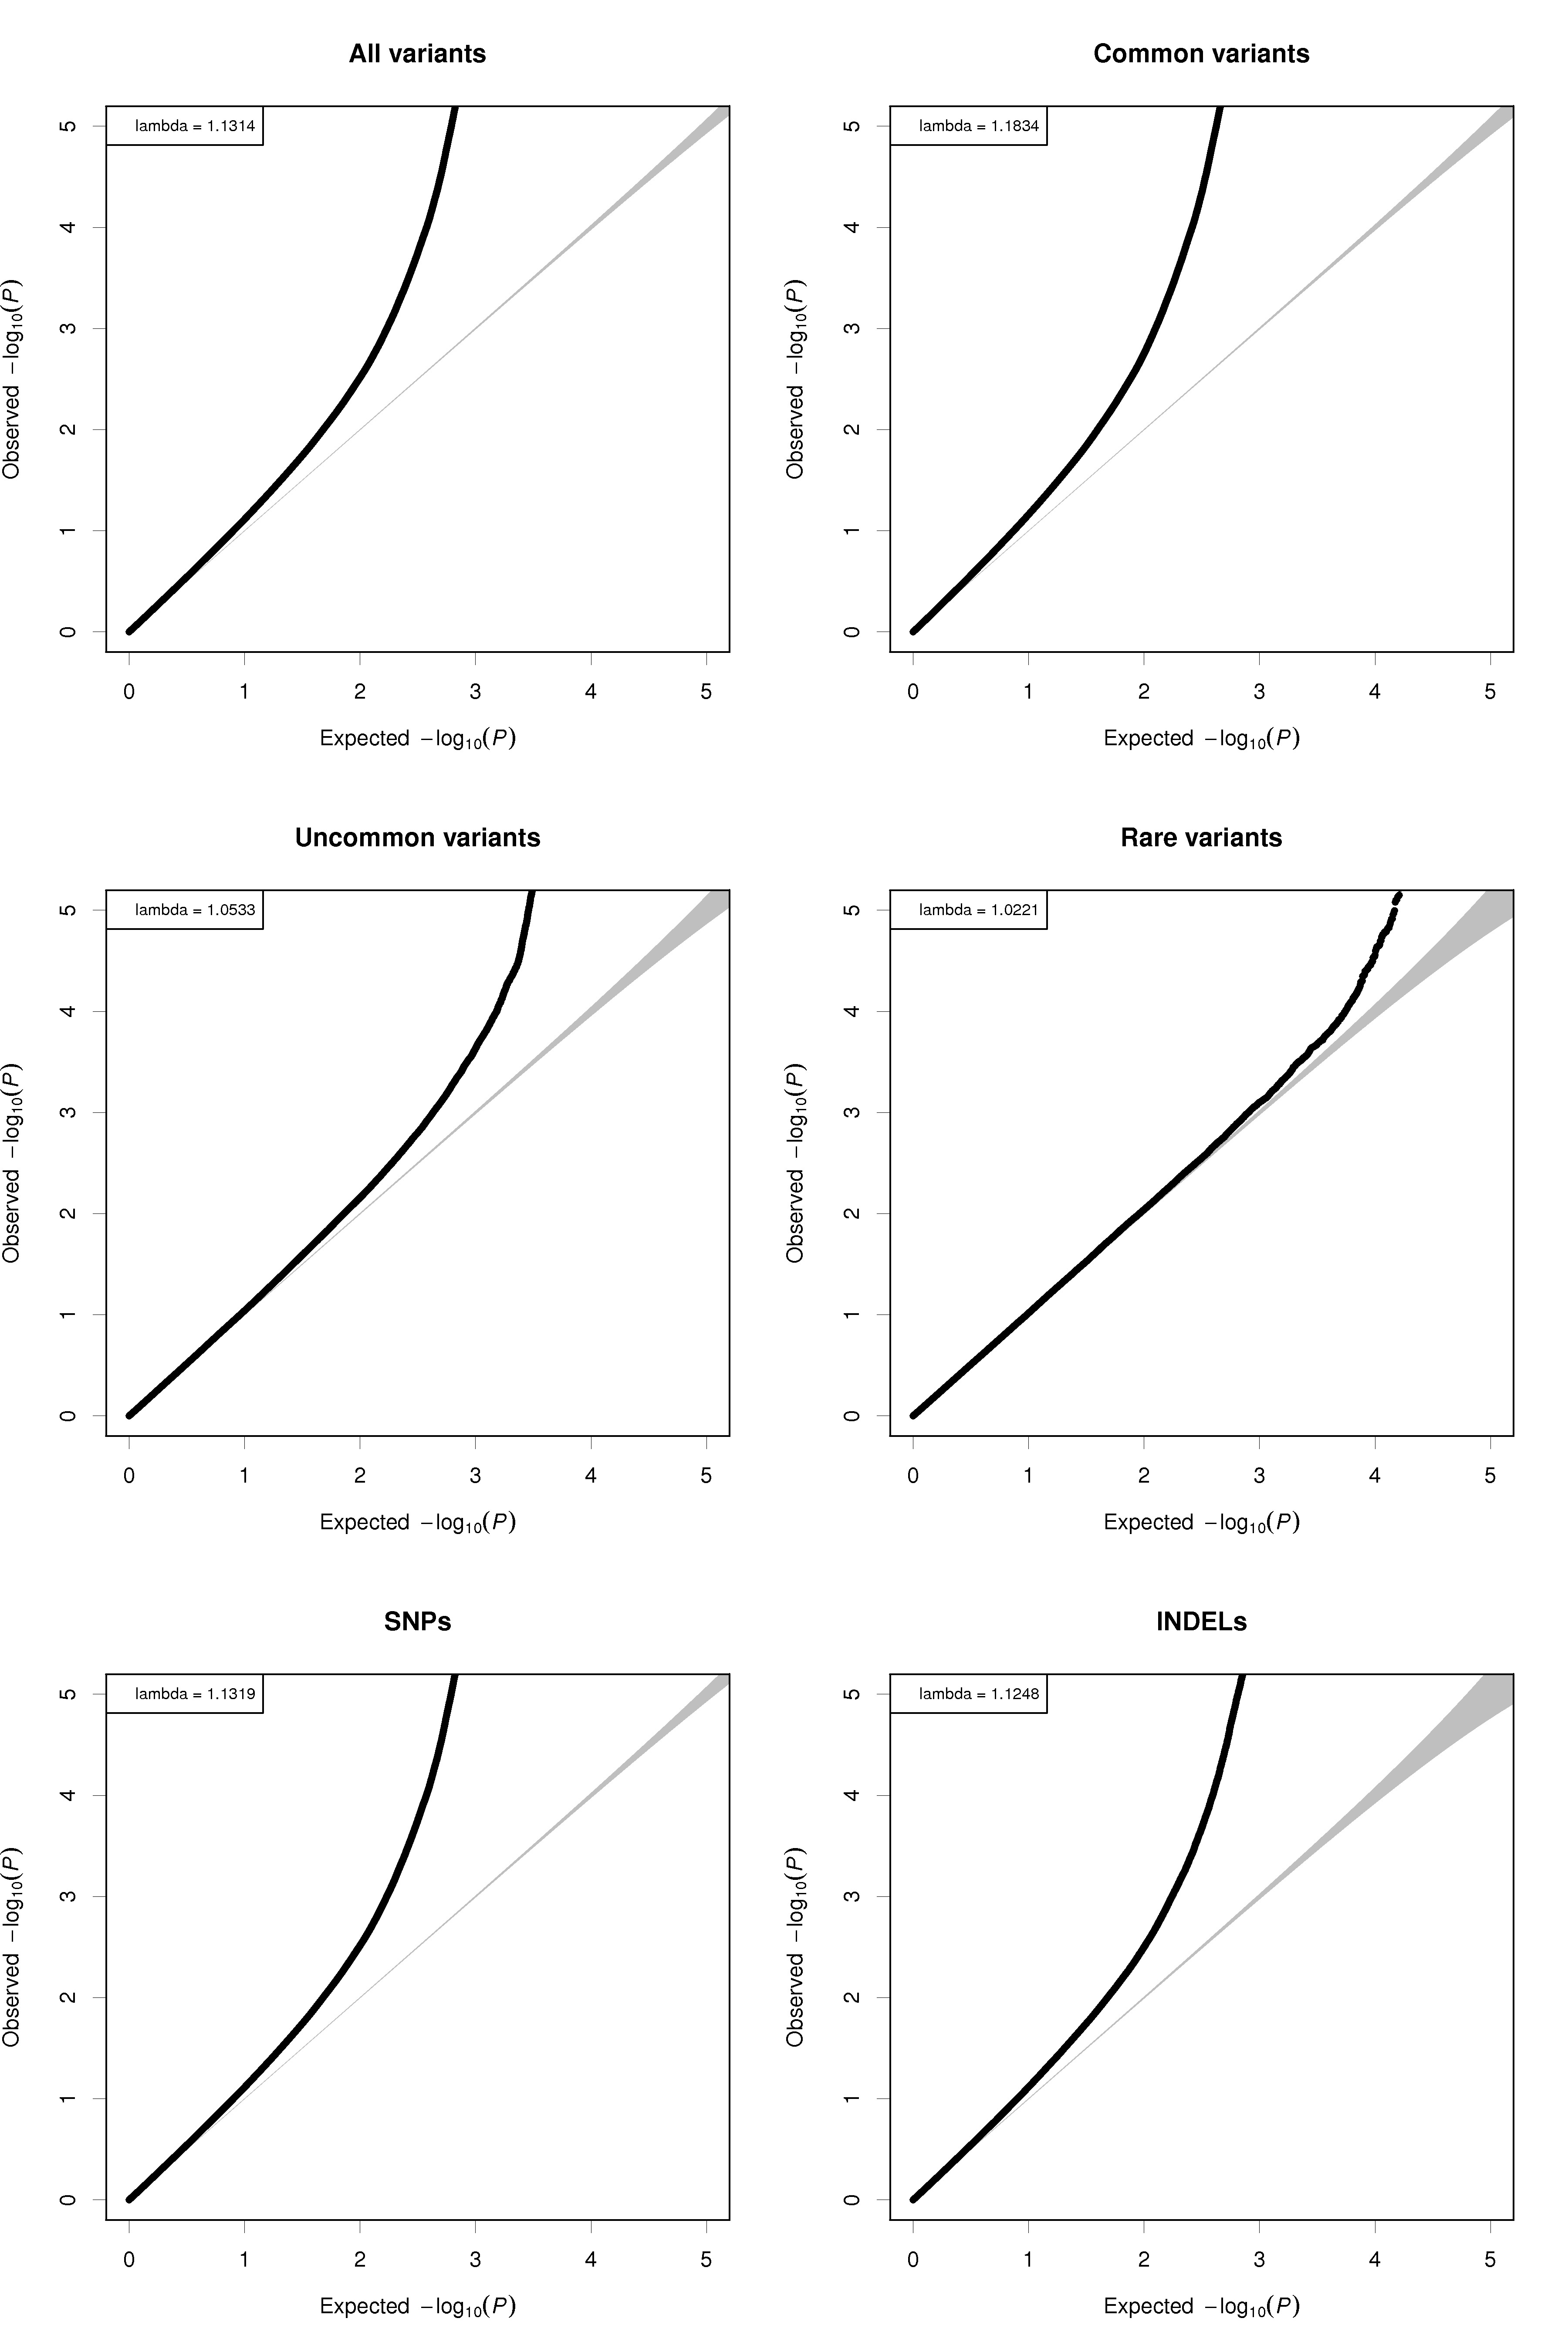 All variants
lambda = 1.1314
5
4
3
2
1
0
Observed −log10(P)
0 1 2 3 4 5
Expected −log10(P)
Common variants
lambda = 1.1834
5
4
3
2
1
0
Observed −log10(P)
0 1 2 3 4 5
Expected −log10(P)
Uncommon variants
lambda = 1.0533
5
4
3
2
1
0
Observed −log10(P)
0 1 2 3 4 5
Expected −log10(P)
Rare variants
lambda = 1.0221
5
4
3
2
1
0
Observed −log10(P)
0 1 2 3 4 5
Expected −log10(P)
SNPs
lambda = 1.1319
5
4
3
2
1
0
Observed −log10(P)
0 1 2 3 4 5
Expected −log10(P)
INDELs
lambda = 1.1248
5
4
3
2
1
0
Observed −log10(P)
0 1 2 3 4 5
Expected −log10(P)